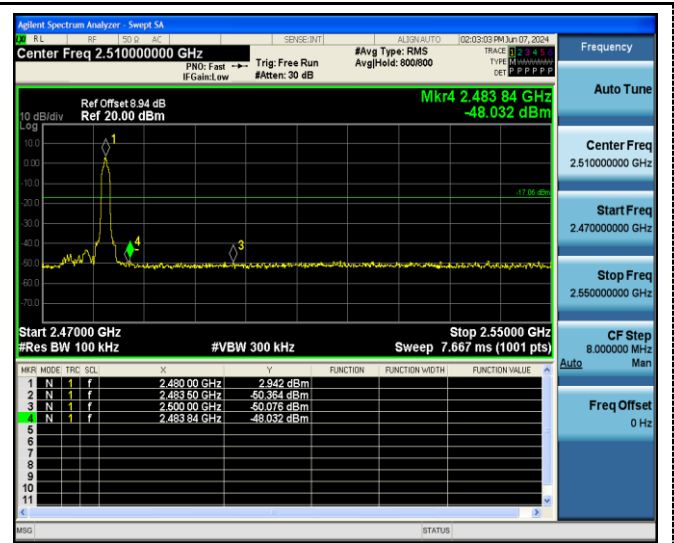 Agilent Spectrum Analyzer - Swept SA
RL RF 50 Ω AC SENSE:INT ALIGN AUTO 02:03:03 PM Jun 07, 2024
Center Freq 2.510000000 GHz
PNO: Fast
IFGain:Low
Trig: Free Run
#Atten: 30 dB
#Avg Type: RMS
Avg|Hold: 800/800
TRACE 1 2 3 4 5 6
TYPE M
DET P P P P P
Frequency
Auto Tune
Center Freq
2.510000000 GHz
Start Freq
2.470000000 GHz
Stop Freq
2.550000000 GHz
CF Step
8.000000 MHz
Auto Man
Freq Offset
0 Hz
Mkr4 2.483 84 GHz
-48.032 dBm
Ref Offset 8.94 dB
10 dB/div Ref 20.00 dBm
Log
10.0
0.00
-10.0
-20.0
-30.0
-40.0
-50.0
-60.0
-70.0
1
4
3
-17.06 dBm
Start 2.47000 GHz Stop 2.55000 GHz
#Res BW 100 kHz #VBW 300 kHz Sweep 7.667 ms (1001 pts)
MKR MODE TRC SCL X Y FUNCTION FUNCTION WIDTH FUNCTION VALUE
1 N 1 f 2.480 00 GHz 2.942 dBm
2 N 1 f 2.483 50 GHz -50.364 dBm
3 N 1 f 2.500 00 GHz -50.076 dBm
4 N 1 f 2.483 84 GHz -48.032 dBm
5
6
7
8
9
10
11
MSG STATUS